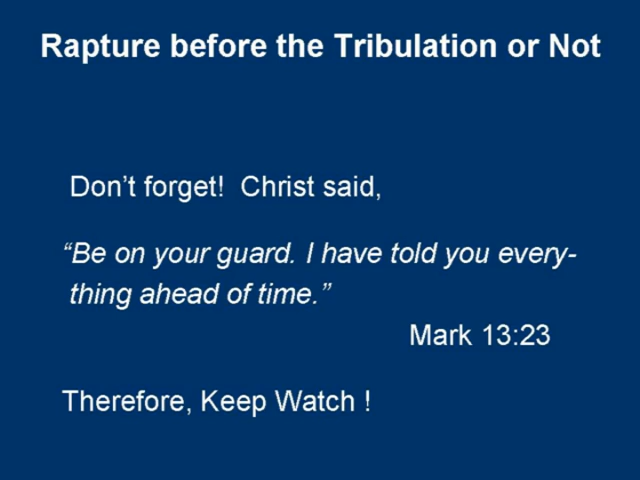 Rapture before the Tribulation or Not
Don’t forget!  Christ said,
“Be on your guard. I have told you every-
thing ahead of time.”
Mark 13:23
Therefore, Keep Watch !